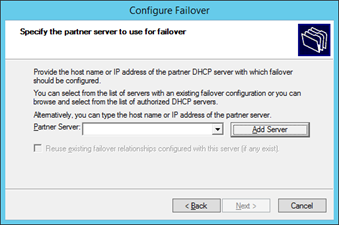 Configure Failover
Specify the partner server to use for failover
Provide the host name or IP address of the partner DHCP server with which failover
should be configured.
You can select from the list of servers with an existing failover configuration or you can
browse and select from the list of authorized DHCP servers.
Alternatively, you can type the host name or IP address of the partner server.
Partner Server:
Add Server
Reuse existing failover relationships configured with this server (if any exist).
< Back
Next >
Cancel